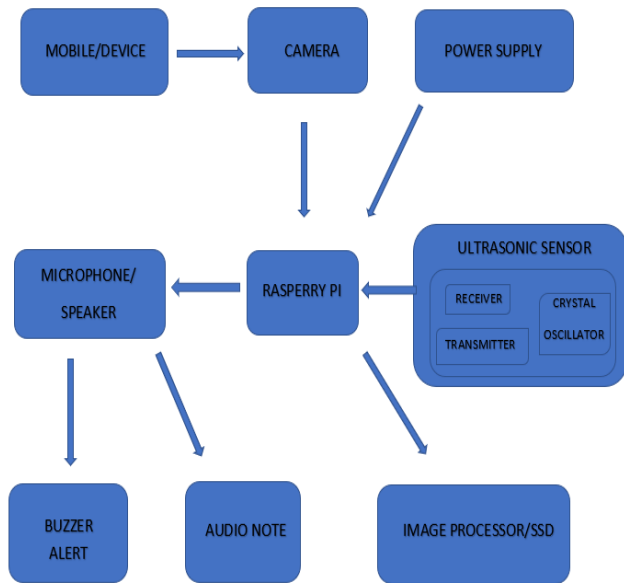 MOBILE/DEVICE
CAMERA
POWER SUPPLY
ULTRASONIC SENSOR
RECEIVER
CRYSTAL
OSCILLATOR
TRANSMITTER
MICROPHONE/
SPEAKER
RASPERRY PI
BUZZER
ALERT
AUDIO NOTE
IMAGE PROCESSOR/SSD